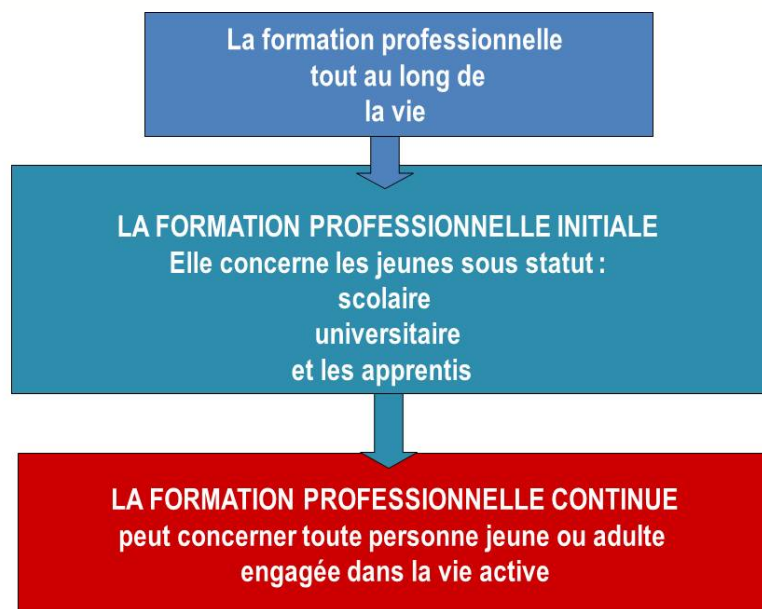 La formation professionnelle
tout au long de
la vie
LA FORMATION PROFESSIONNELLE INITIALE
Elle concerne les jeunes sous statut :
scolaire
universitaire
et les apprentis
LA FORMATION PROFESSIONNELLE CONTINUE
peut concerner toute personne jeune ou adulte
engagée dans la vie active